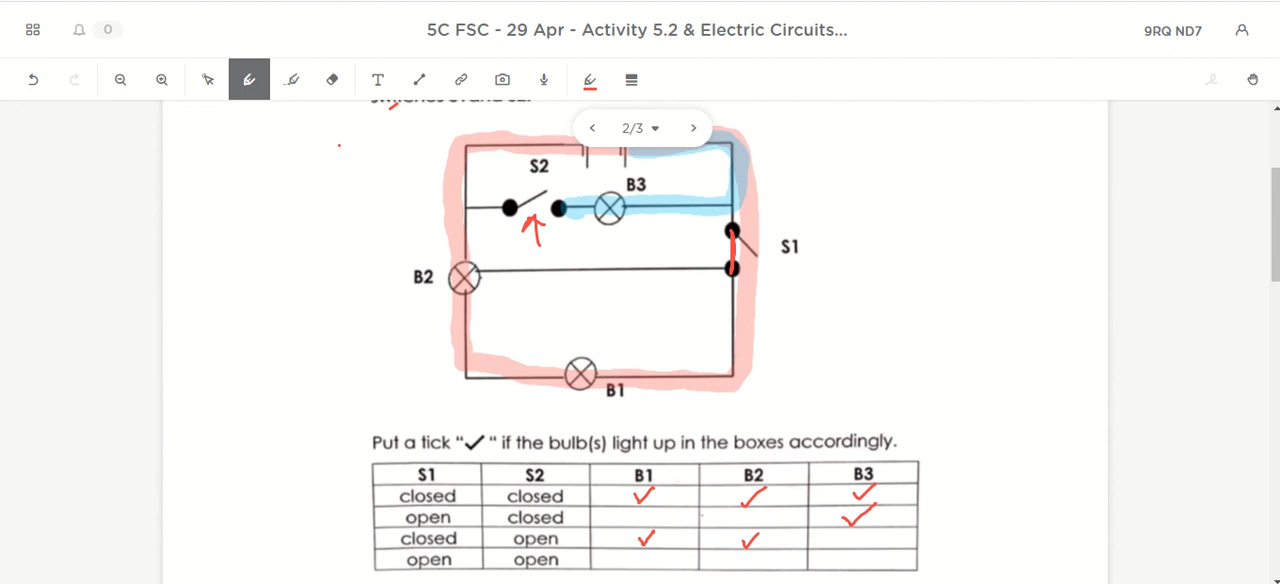 0
5C FSC - 29 Apr - Activity 5.2 & Electric Circuits...
9RQ ND7
T
2/3
S2
B3
S1
B2
B1
Put a tick "✓" if the bulb(s) light up in the boxes accordingly.
S1 S2 B1 B2 B3
closed closed ✓ ✓ ✓
open closed ✓
closed open ✓ ✓
open open